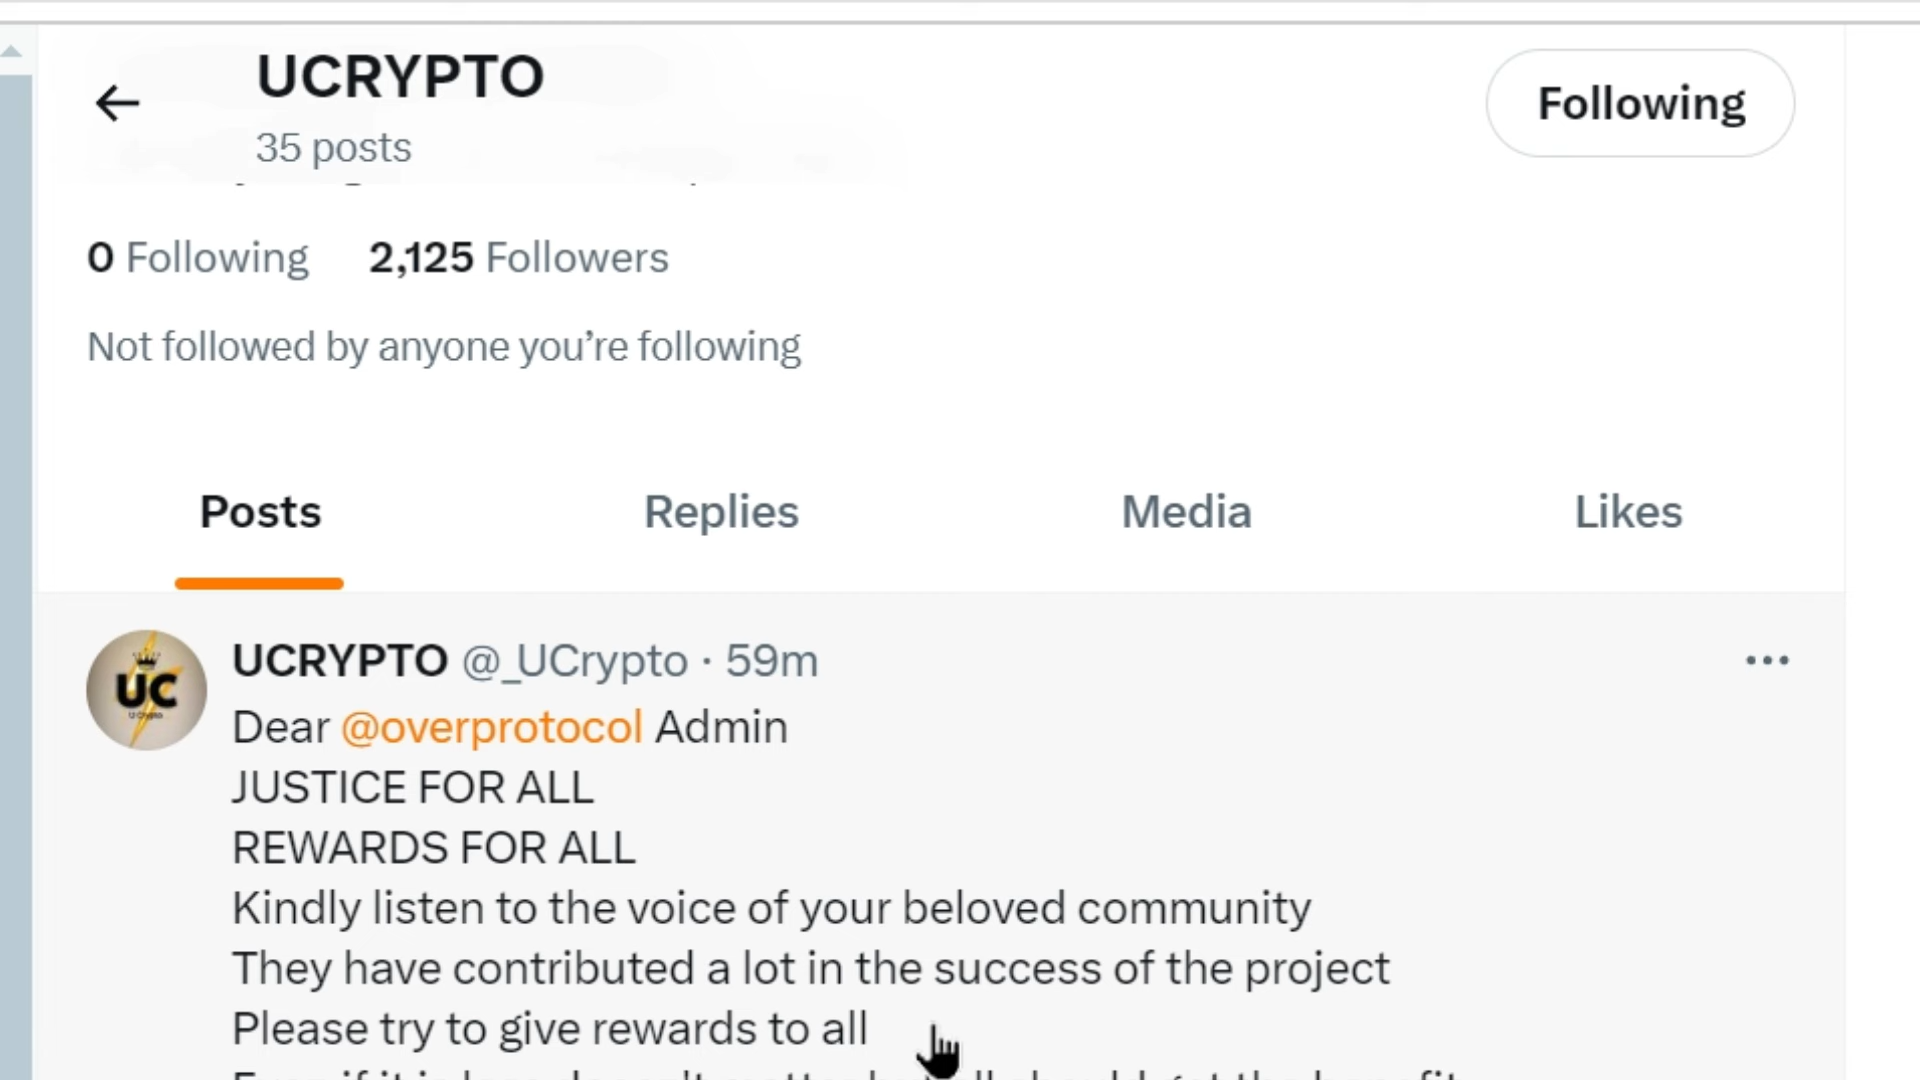 UCRYPTO
35 posts
Following
0 Following 2,125 Followers
Not followed by anyone you’re following
Posts Replies Media Likes
UC
UCRYPTO @_UCrypto · 59m
Dear @overprotocol Admin
JUSTICE FOR ALL
REWARDS FOR ALL
Kindly listen to the voice of your beloved community
They have contributed a lot in the success of the project
Please try to give rewards to all